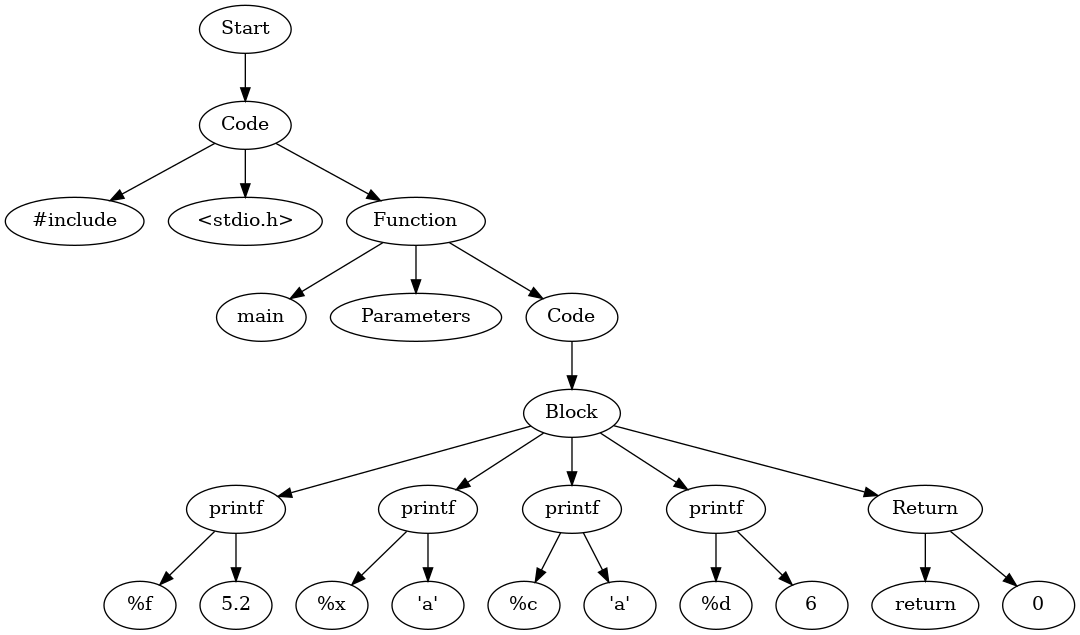 Start
Code
#include
<stdio.h>
Function
main
Parameters
Code
Block
printf
printf
printf
printf
Return
%f
5.2
%x
'a'
%c
'a'
%d
6
return
0